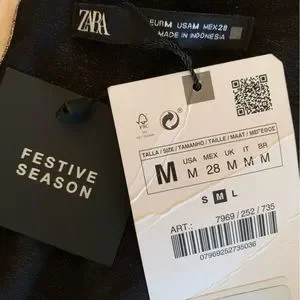 ZARA
EUR M USA M MEX 28
MADE IN INDONESIA
FESTIVE
SEASON
FSC
TALLA / SIZE / TAMANHO / TAILLE / MAAT / ΜΕΓΕΘΟΣ
M
USA MEX UK IT BR
M 28 M M M
S M L
ART.:
7969 / 252 / 735
07969252735036